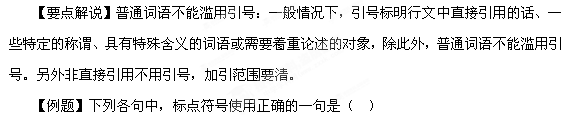 【要点解说】普通词语不能滥用引号：一般情况下，引号标明行文中直接引用的话、一
些特定的称谓、具有特殊含义的词语或需要着重论述的对象，除此外，普通词语不能滥用引
号。另外非直接引用不用引号，加引范围要清。
【例题】下列各句中，标点符号使用正确的一句是（  ）